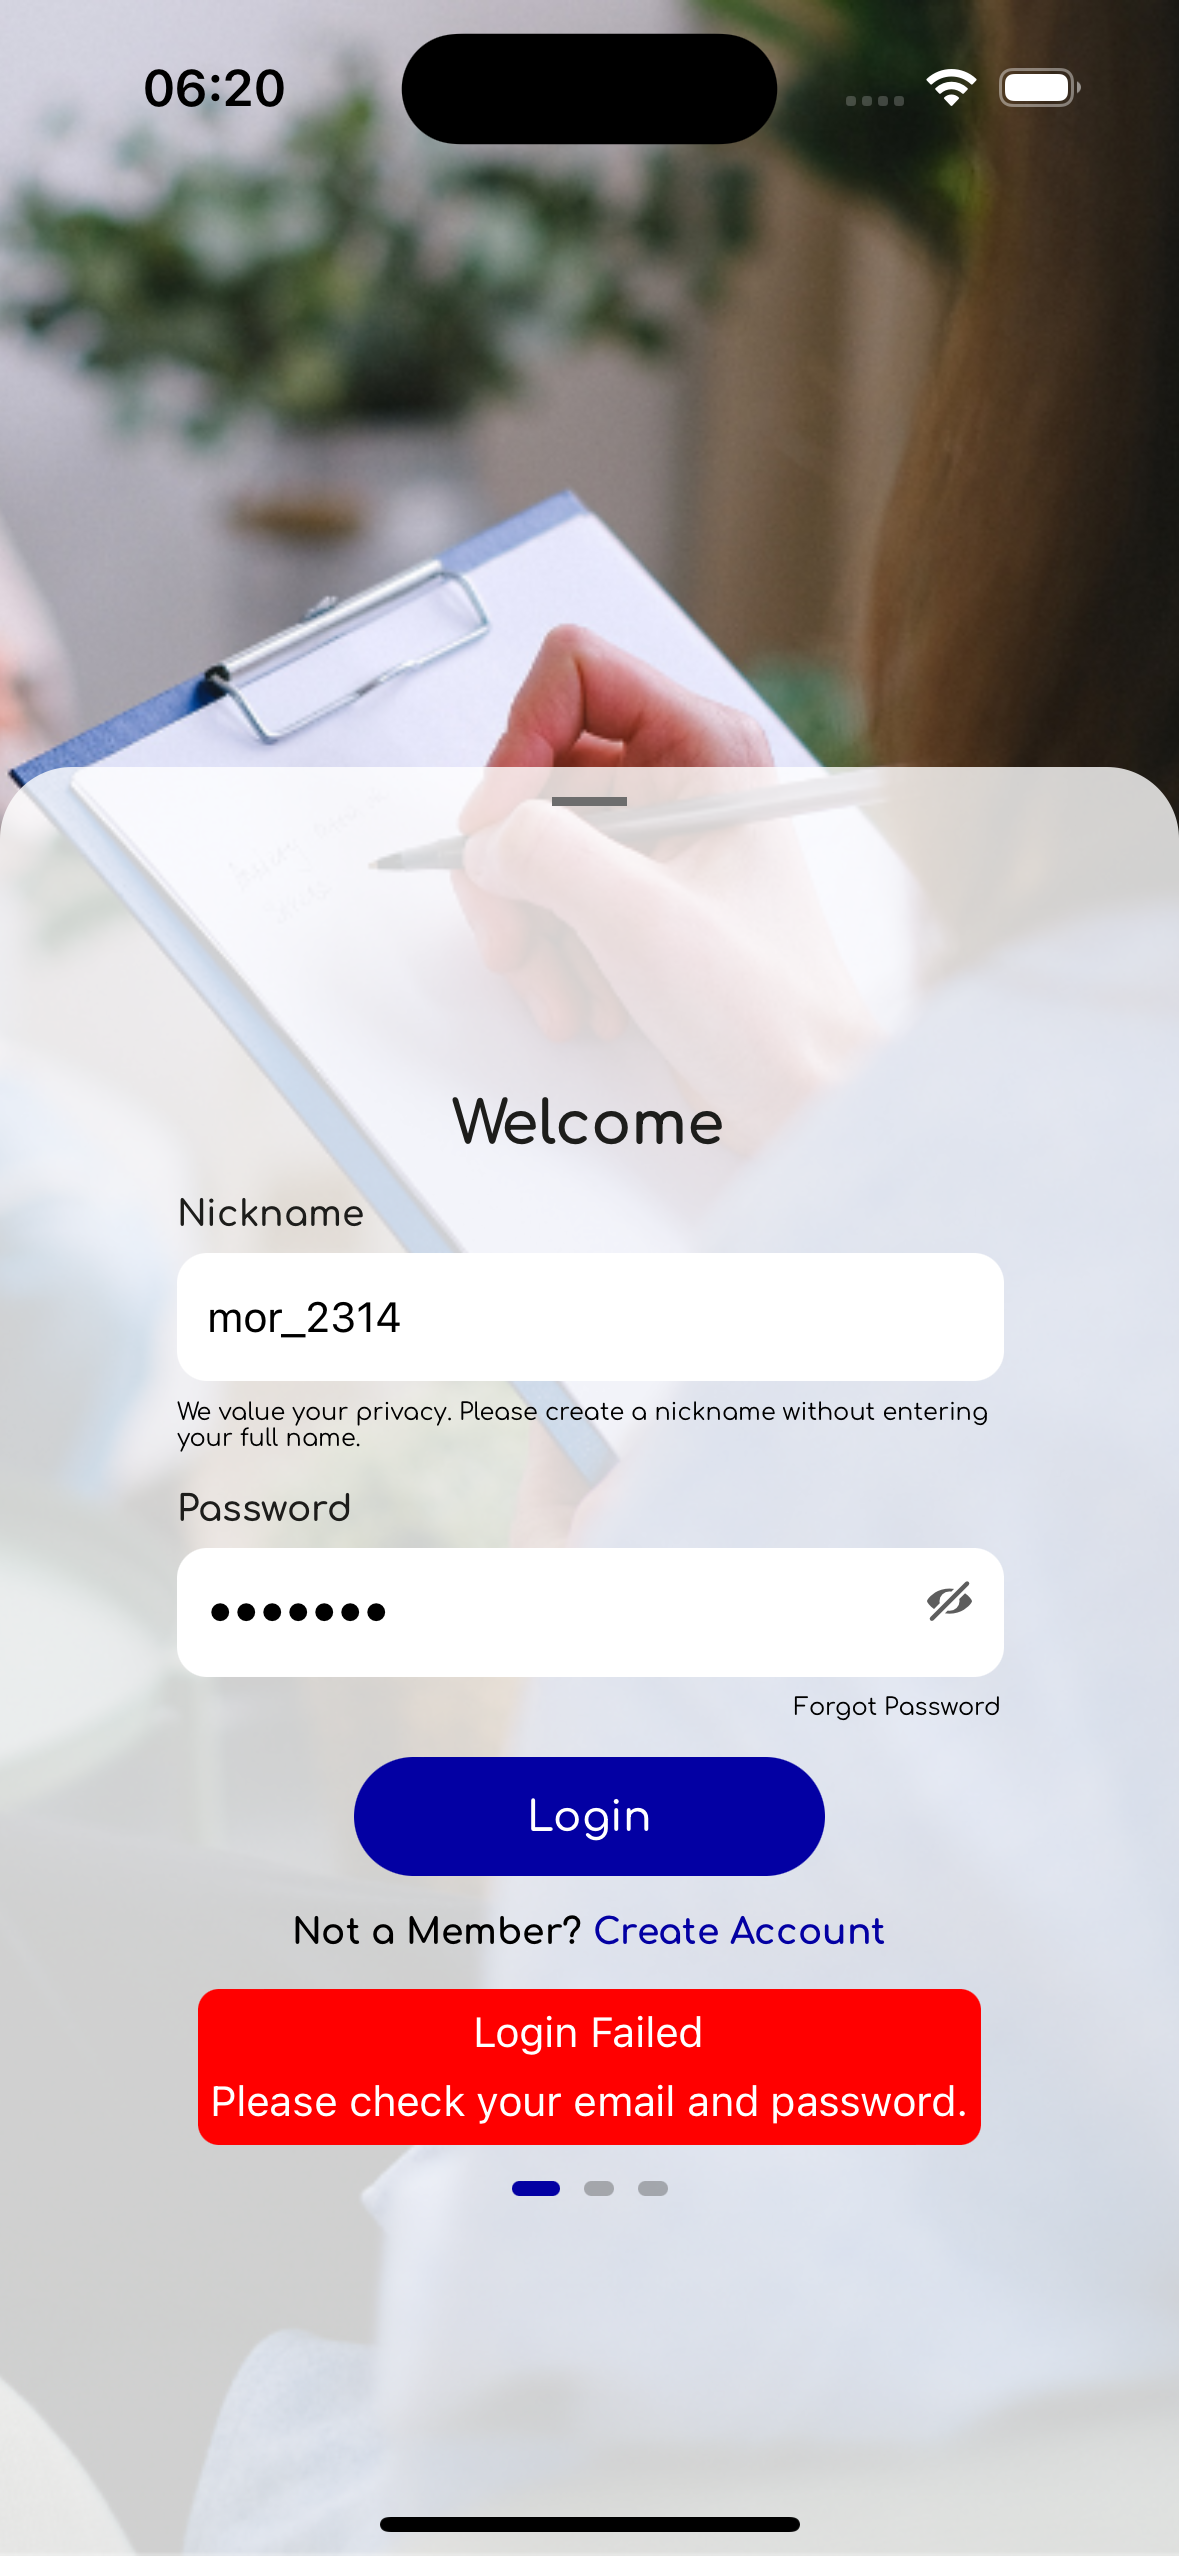 06:20
Welcome
Nickname
mor_2314
We value your privacy. Please create a nickname without entering
your full name.
Password
•••••••
Forgot Password
Login
Not a Member? Create Account
Login Failed
Please check your email and password.